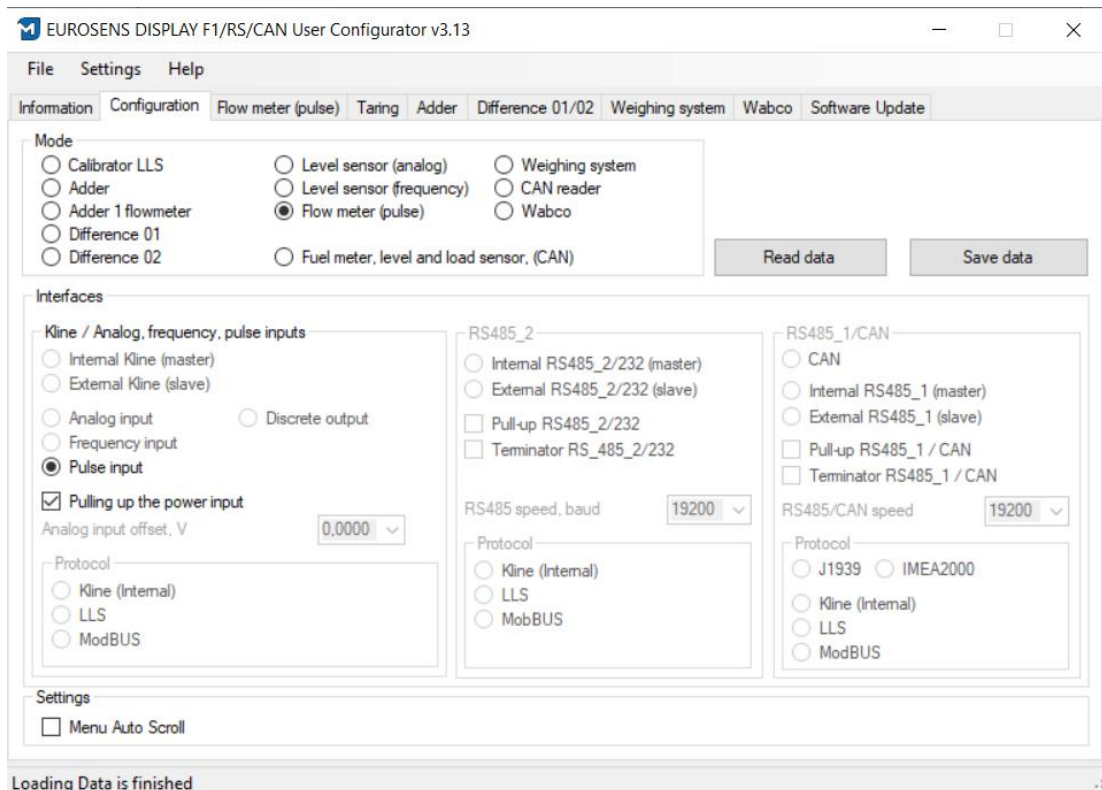 EUROSENS DISPLAY F1/RS/CAN User Configurator v3.13
File Settings Help
Information Configuration Flow meter (pulse) Taring Adder Difference 01/02 Weighing system Wabco Software Update
Mode
Calibrator LLS Level sensor (analog) Weighing system
Adder Level sensor (frequency) CAN reader
Adder 1 flowmeter Flow meter (pulse) Wabco
Difference 01
Difference 02 Fuel meter, level and load sensor, (CAN)
Read data Save data
Interfaces
Kline / Analog, frequency, pulse inputs
Internal Kline (master)
External Kline (slave)
Analog input Discrete output
Frequency input
Pulse input
Pulling up the power input
Analog input offset, V 0,0000
Protocol
Kline (Internal)
LLS
ModBUS
RS485_2
Internal RS485_2/232 (master)
External RS485_2/232 (slave)
Pull-up RS485_2/232
Terminator RS_485_2/232
RS485 speed, baud 19200
Protocol
Kline (Internal)
LLS
MobBUS
RS485_1/CAN
CAN
Internal RS485_1 (master)
External RS485_1 (slave)
Pull-up RS485_1 / CAN
Terminator RS485_1 / CAN
RS485/CAN speed 19200
Protocol
J1939 IMEA2000
Kline (Internal)
LLS
ModBUS
Settings
Menu Auto Scroll
Loading Data is finished